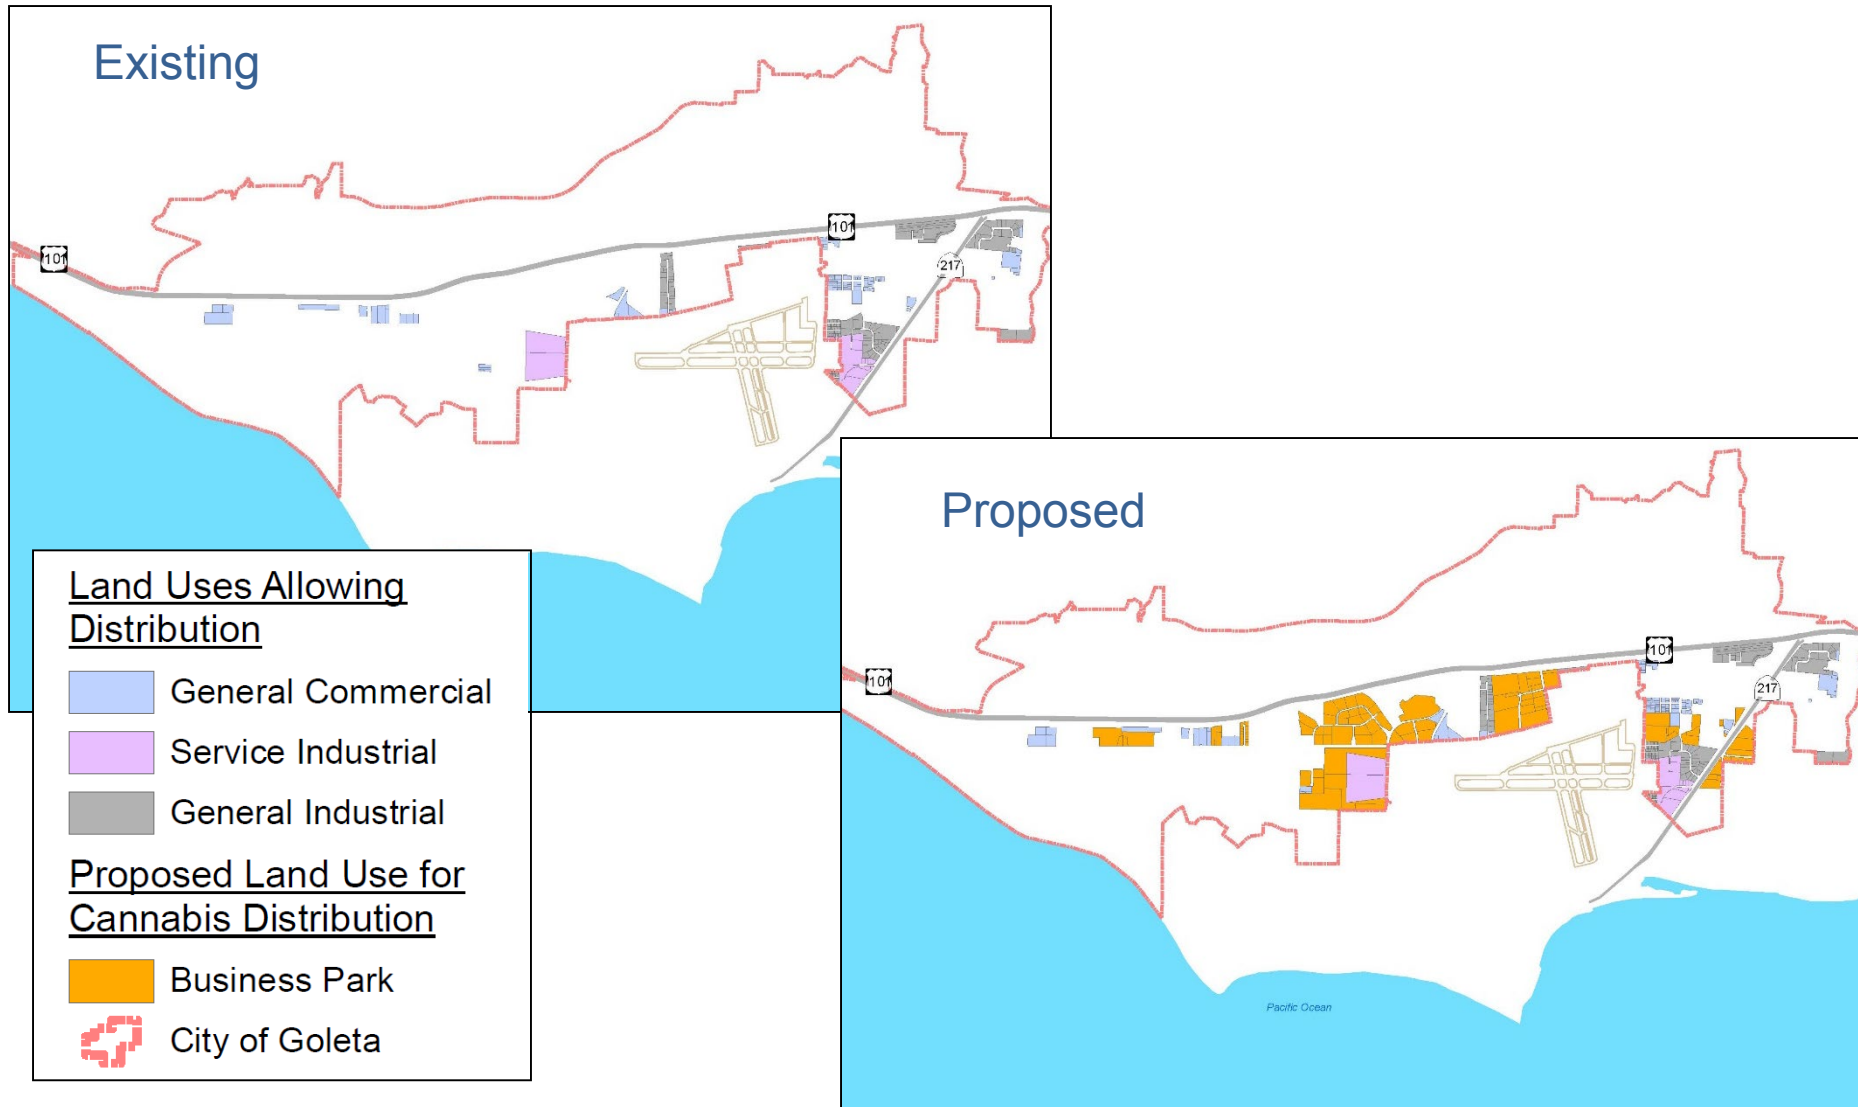 Existing
101
101
217
Proposed
101
101
217
Pacific Ocean
Land Uses Allowing
Distribution
General Commercial
Service Industrial
General Industrial
Proposed Land Use for
Cannabis Distribution
Business Park
City of Goleta